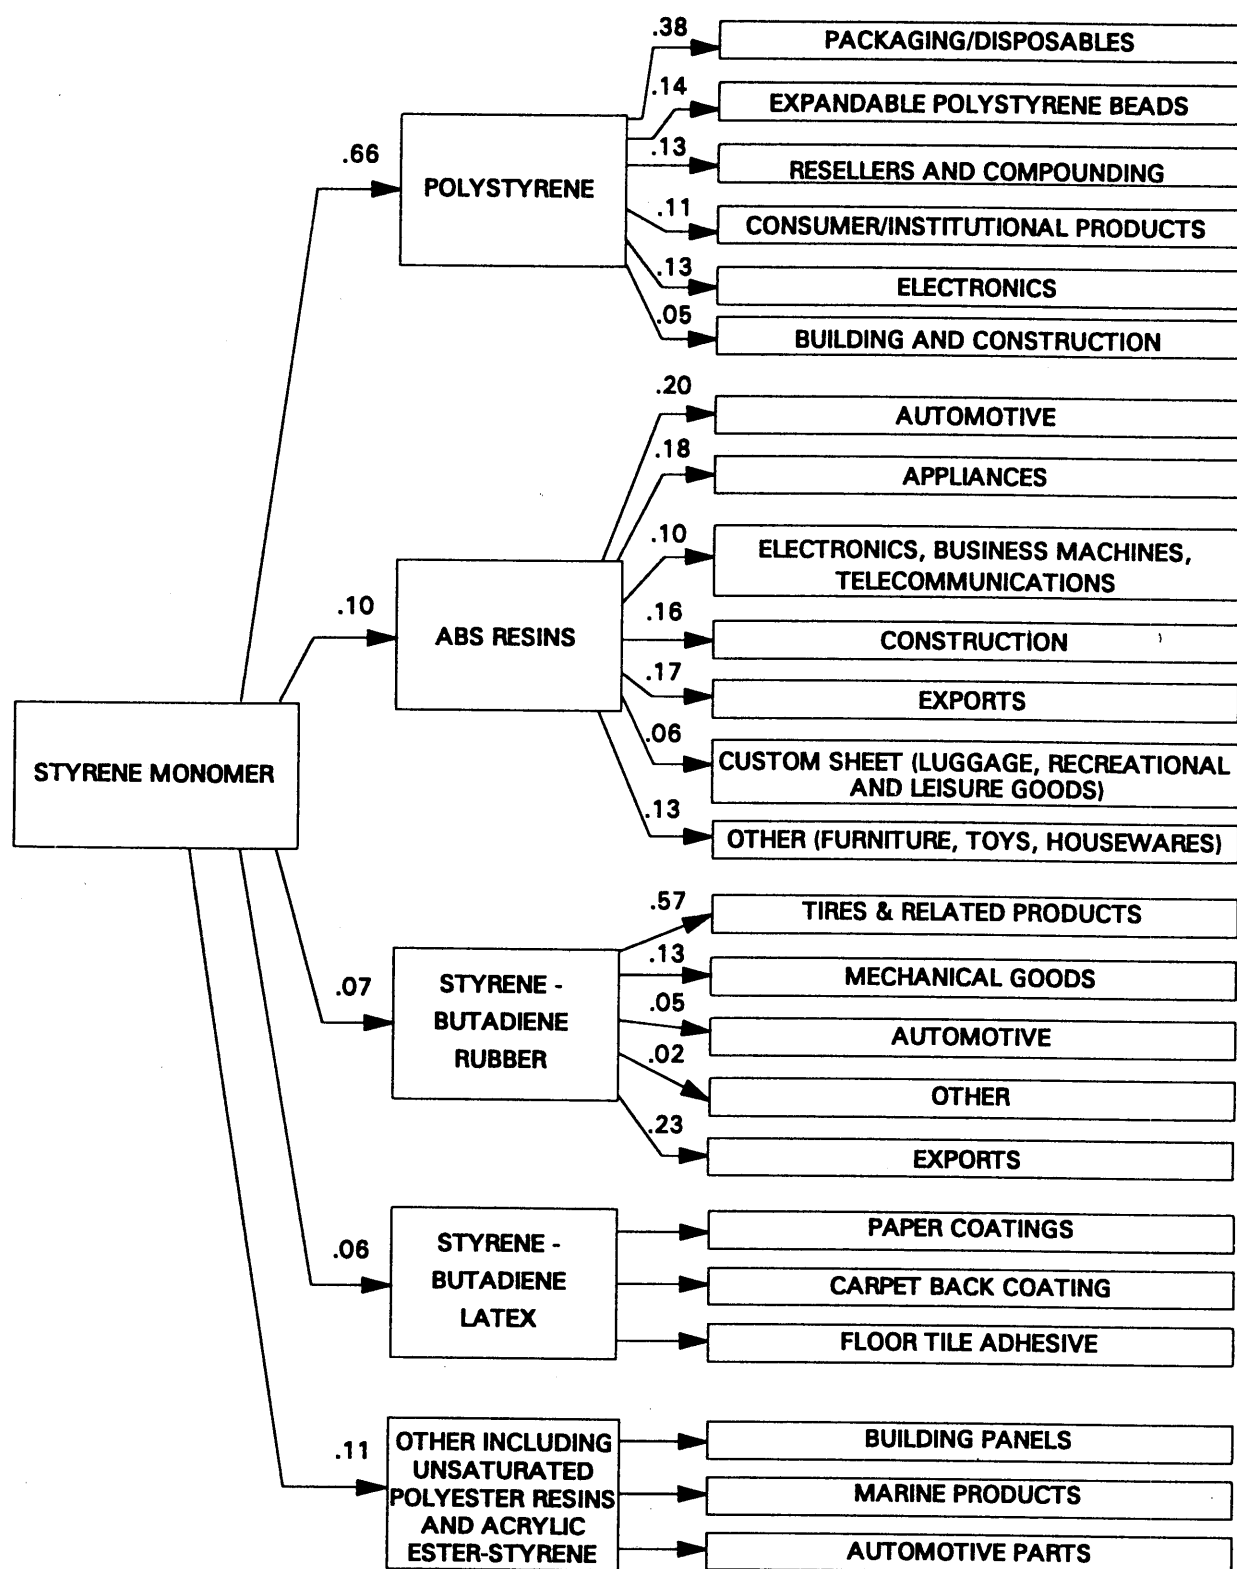 .38
PACKAGING/DISPOSABLES
.14
EXPANDABLE POLYSTYRENE BEADS
.66
POLYSTYRENE
.13
RESELLERS AND COMPOUNDING
.11
CONSUMER/INSTITUTIONAL PRODUCTS
.13
ELECTRONICS
.05
BUILDING AND CONSTRUCTION
.20
AUTOMOTIVE
.18
APPLIANCES
.10
ELECTRONICS, BUSINESS MACHINES,
TELECOMMUNICATIONS
.10
ABS RESINS
.16
CONSTRUCTION
.17
EXPORTS
.06
CUSTOM SHEET (LUGGAGE, RECREATIONAL
AND LEISURE GOODS)
.13
OTHER (FURNITURE, TOYS, HOUSEWARES)
STYRENE MONOMER
.57
TIRES & RELATED PRODUCTS
.13
MECHANICAL GOODS
.07
STYRENE -
BUTADIENE
RUBBER
.05
AUTOMOTIVE
.02
OTHER
.23
EXPORTS
.06
STYRENE -
BUTADIENE
LATEX
PAPER COATINGS
CARPET BACK COATING
FLOOR TILE ADHESIVE
.11
OTHER INCLUDING
UNSATURATED
POLYESTER RESINS
AND ACRYLIC
ESTER-STYRENE
BUILDING PANELS
MARINE PRODUCTS
AUTOMOTIVE PARTS